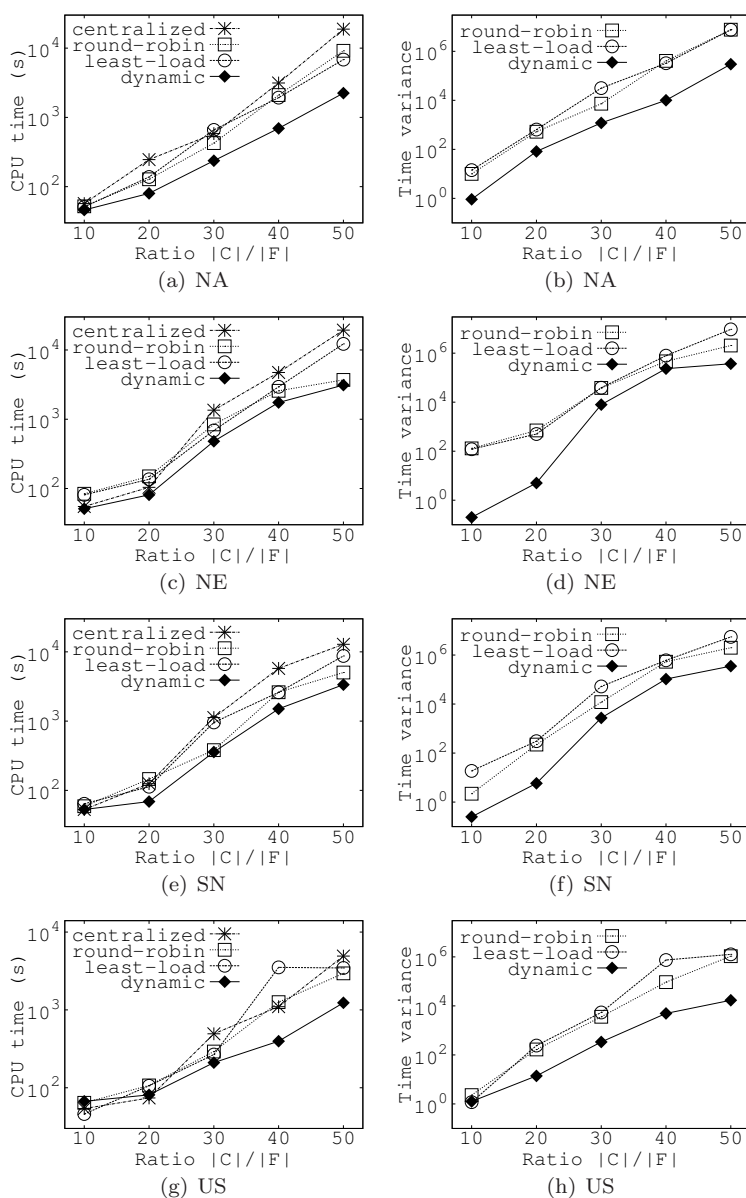 centralized
round-robin
least-load
dynamic
CPU time (s)
10^4
10^3
10^2
10 20 30 40 50
Ratio |C|/|F|
(a) NA
round-robin
least-load
dynamic
Time variance
10^6
10^4
10^2
10^0
10 20 30 40 50
Ratio |C|/|F|
(b) NA
centralized
round-robin
least-load
dynamic
CPU time (s)
10^4
10^3
10^2
10 20 30 40 50
Ratio |C|/|F|
(c) NE
round-robin
least-load
dynamic
Time variance
10^6
10^4
10^2
10^0
10 20 30 40 50
Ratio |C|/|F|
(d) NE
centralized
round-robin
least-load
dynamic
CPU time (s)
10^4
10^3
10^2
10 20 30 40 50
Ratio |C|/|F|
(e) SN
round-robin
least-load
dynamic
Time variance
10^6
10^4
10^2
10^0
10 20 30 40 50
Ratio |C|/|F|
(f) SN
centralized
round-robin
least-load
dynamic
CPU time (s)
10^4
10^3
10^2
10 20 30 40 50
Ratio |C|/|F|
(g) US
round-robin
least-load
dynamic
Time variance
10^6
10^4
10^2
10^0
10 20 30 40 50
Ratio |C|/|F|
(h) US